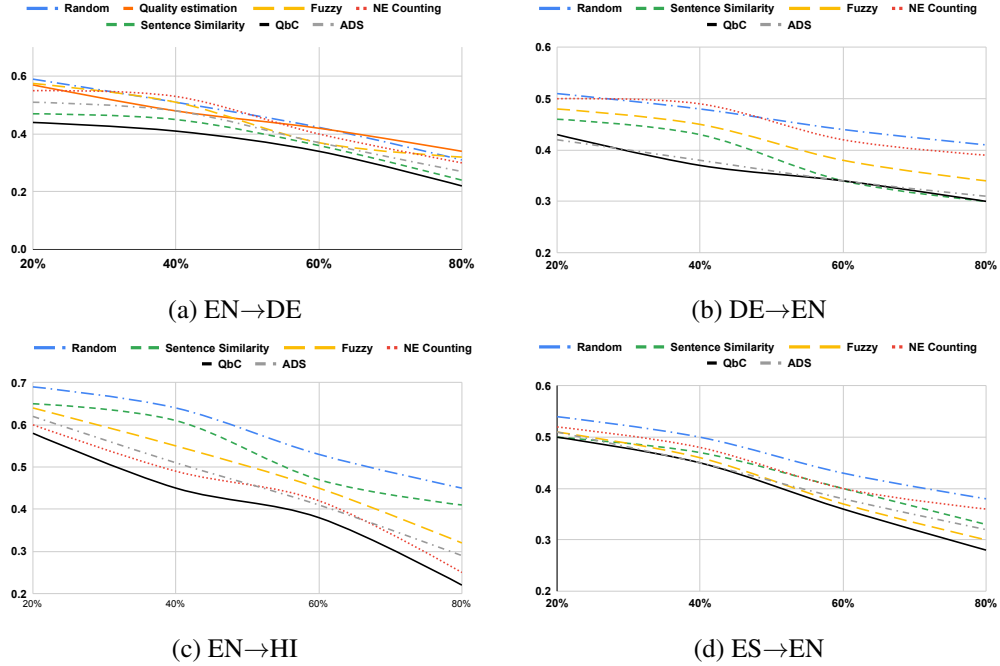 Random Quality estimation Fuzzy NE Counting
Sentence Similarity QbC ADS
0.6
0.4
0.2
0.0
20% 40% 60% 80%
(a) EN→DE
Random Sentence Similarity Fuzzy NE Counting
QbC ADS
0.6
0.5
0.4
0.3
0.2
20% 40% 60% 80%
(b) DE→EN
Random Sentence Similarity Fuzzy NE Counting
QbC ADS
0.7
0.6
0.5
0.4
0.3
0.2
20% 40% 60% 80%
(c) EN→HI
Random Sentence Similarity Fuzzy NE Counting
QbC ADS
0.6
0.5
0.4
0.3
0.2
20% 40% 60% 80%
(d) ES→EN